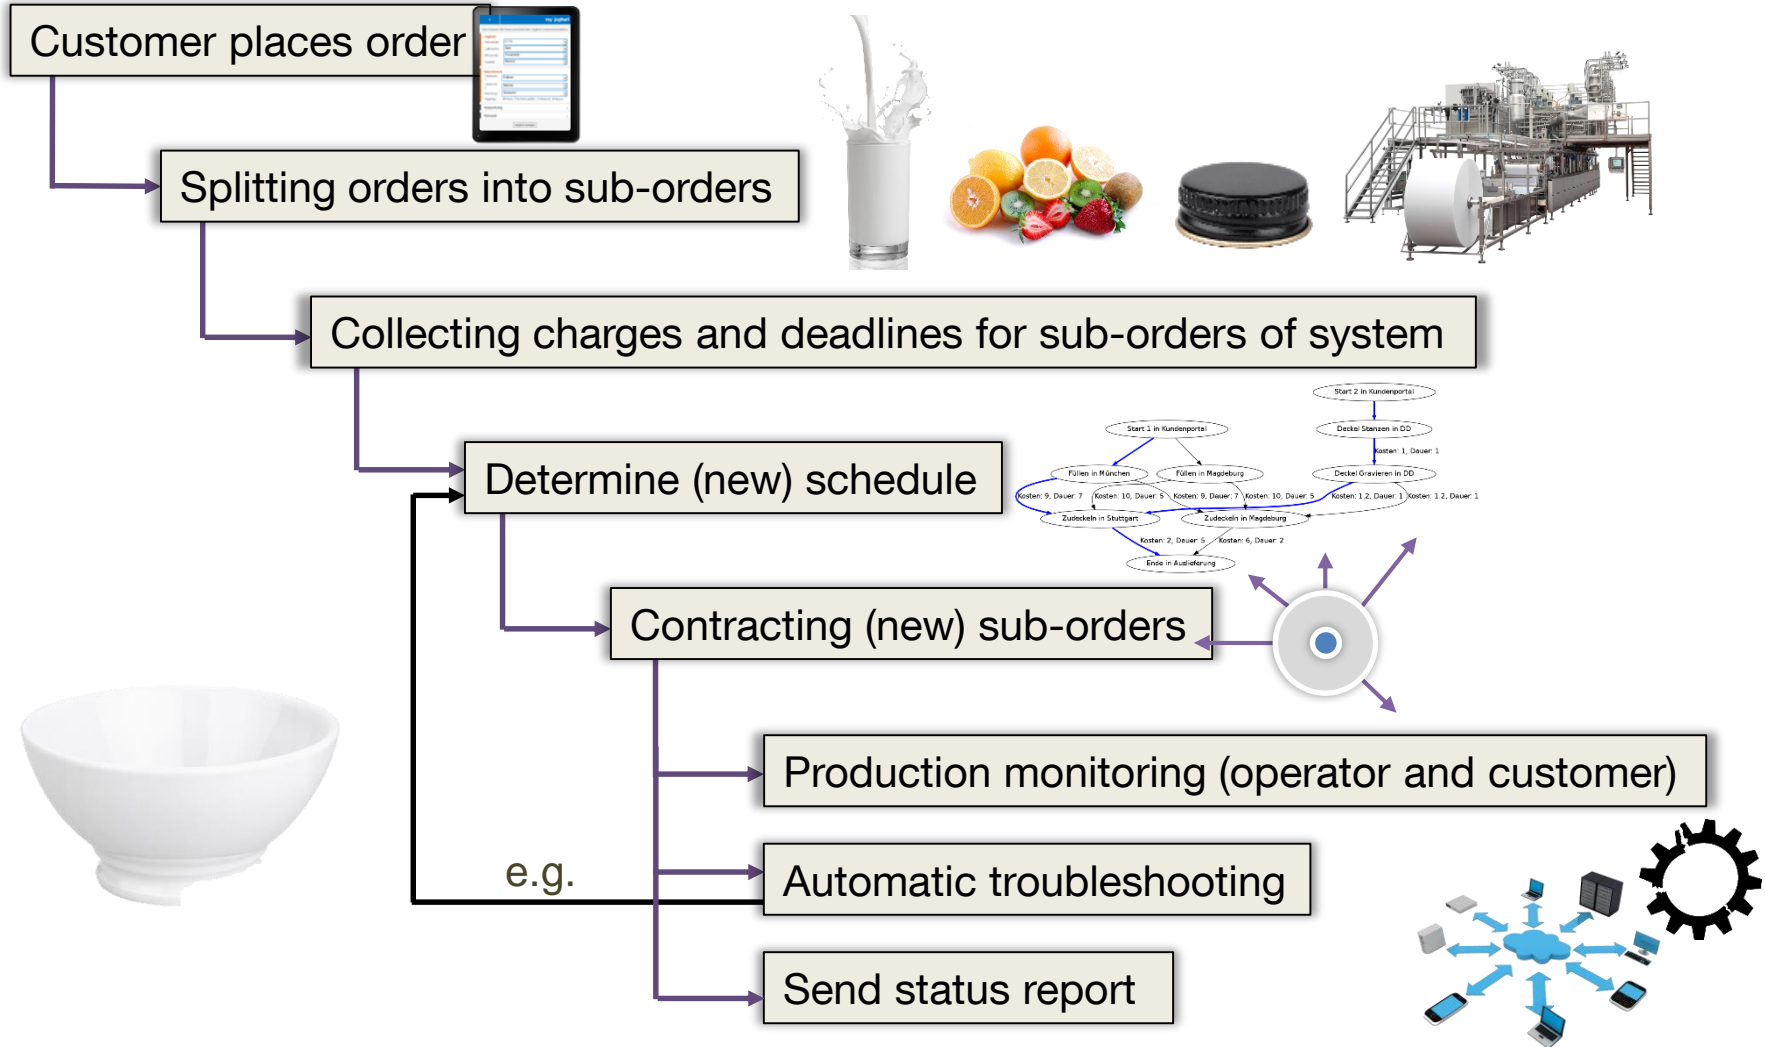 Customer places order
my joghurt
Splitting orders into sub-orders
Collecting charges and deadlines for sub-orders of system
Start 2 in Kundenportal
Start 1 in Kundenportal
Deckel Stanzen in DD
Kosten: 1, Dauer: 1
Füllen in München
Füllen in Magdeburg
Deckel Gravieren in DD
Kosten: 9, Dauer: 7
Kosten: 10, Dauer: 5
Kosten: 9, Dauer: 7
Kosten: 10, Dauer: 5
Kosten: 1.2, Dauer: 1
Kosten: 1.2, Dauer: 1
Zudeckeln in Stuttgart
Zudeckeln in Magdeburg
Kosten: 2, Dauer: 5
Kosten: 6, Dauer: 2
Ende in Auslieferung
Determine (new) schedule
Contracting (new) sub-orders
Production monitoring (operator and customer)
e.g.
Automatic troubleshooting
Send status report